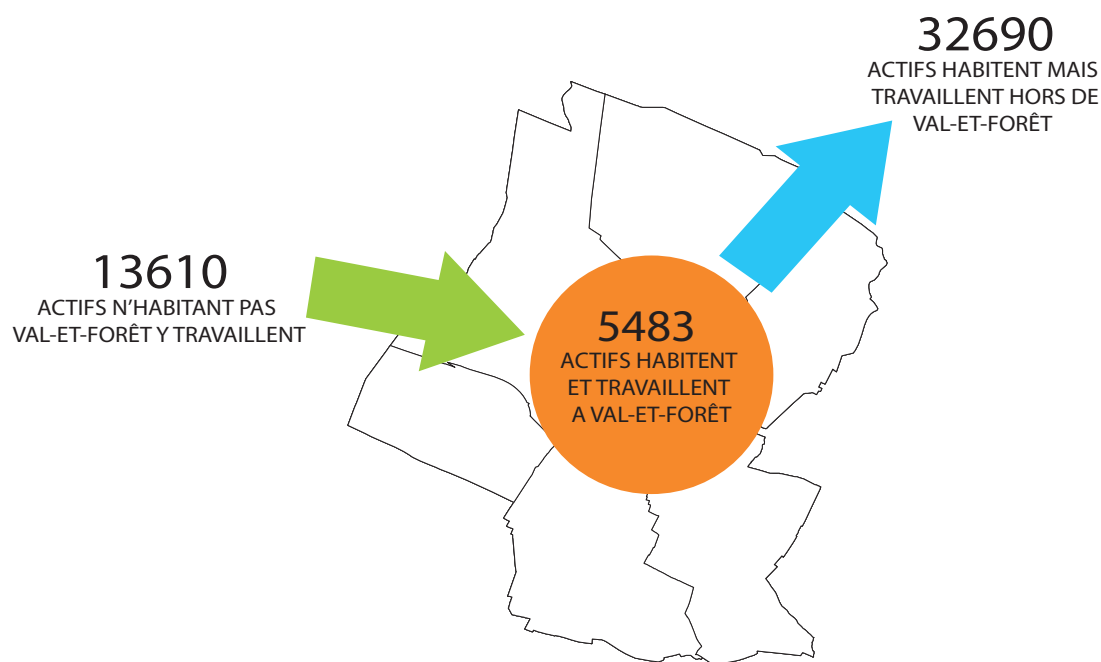 32690
ACTIFS HABITENT MAIS
TRAVAILLENT HORS DE
VAL-ET-FORÊT
13610
ACTIFS N'HABITANT PAS
VAL-ET-FORÊT Y TRAVAILLENT
5483
ACTIFS HABITENT
ET TRAVAILLENT
A VAL-ET-FORÊT